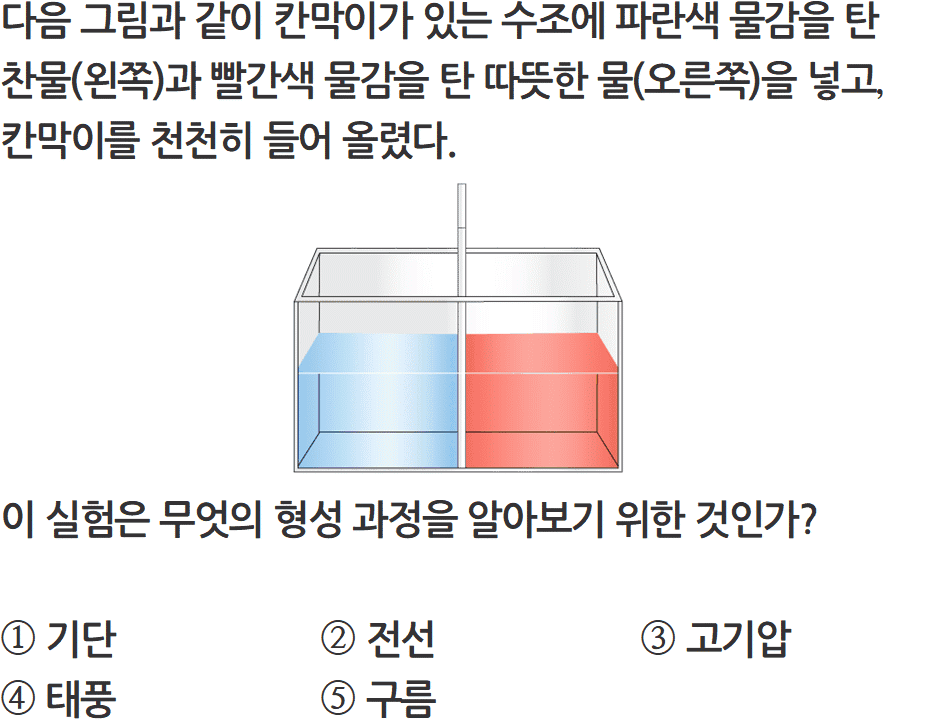 다음 그림과 같이 칸막이가 있는 수조에 파란색 물감을 탄
찬물(왼쪽)과 빨간색 물감을 탄 따뜻한 물(오른쪽)을 넣고,
칸막이를 천천히 들어 올렸다.
이 실험은 무엇의 형성 과정을 알아보기 위한 것인가?
① 기단 ② 전선 ③ 고기압
④ 태풍 ⑤ 구름